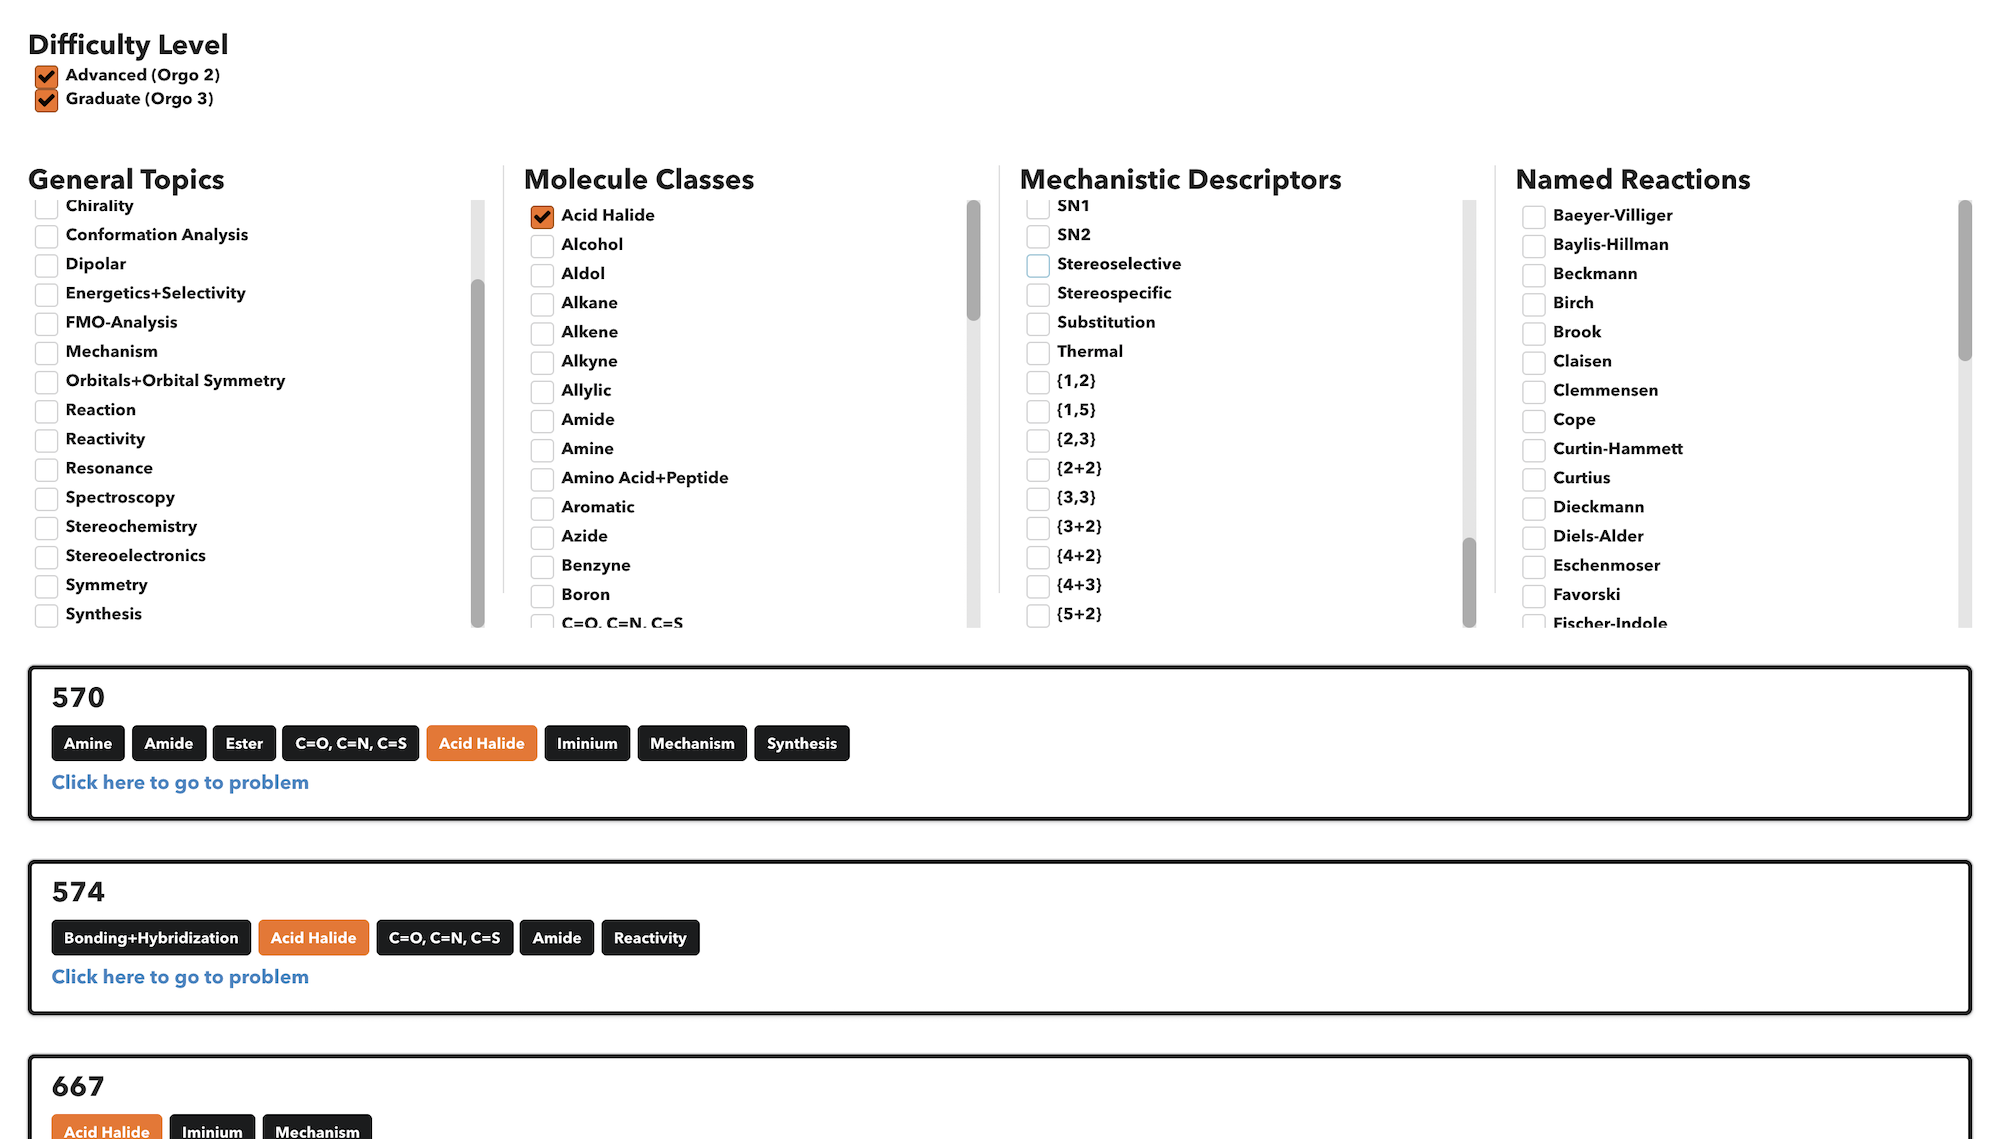 Difficulty Level
Advanced (Orgo 2)
Graduate (Orgo 3)
General Topics
Chirality
Conformation Analysis
Dipolar
Energetics+Selectivity
FMO-Analysis
Mechanism
Orbitals+Orbital Symmetry
Reaction
Reactivity
Resonance
Spectroscopy
Stereochemistry
Stereoelectronics
Symmetry
Synthesis
Molecule Classes
Acid Halide
Alcohol
Aldol
Alkane
Alkene
Alkyne
Allylic
Amide
Amine
Amino Acid+Peptide
Aromatic
Azide
Benzyne
Boron
C=O, C=N, C=S
Mechanistic Descriptors
SN1
SN2
Stereoselective
Stereospecific
Substitution
Thermal
{1,2}
{1,5}
{2,3}
{2+2}
{3,3}
{3+2}
{4+2}
{4+3}
{5+2}
Named Reactions
Baeyer-Villiger
Baylis-Hillman
Beckmann
Birch
Brook
Claisen
Clemmensen
Cope
Curtin-Hammett
Curtius
Dieckmann
Diels-Alder
Eschenmoser
Favorski
Fischer-Indole
570
Amine Amide Ester C=O, C=N, C=S Acid Halide Iminium Mechanism Synthesis
Click here to go to problem
574
Bonding+Hybridization Acid Halide C=O, C=N, C=S Amide Reactivity
Click here to go to problem
667
Acid Halide Iminium Mechanism